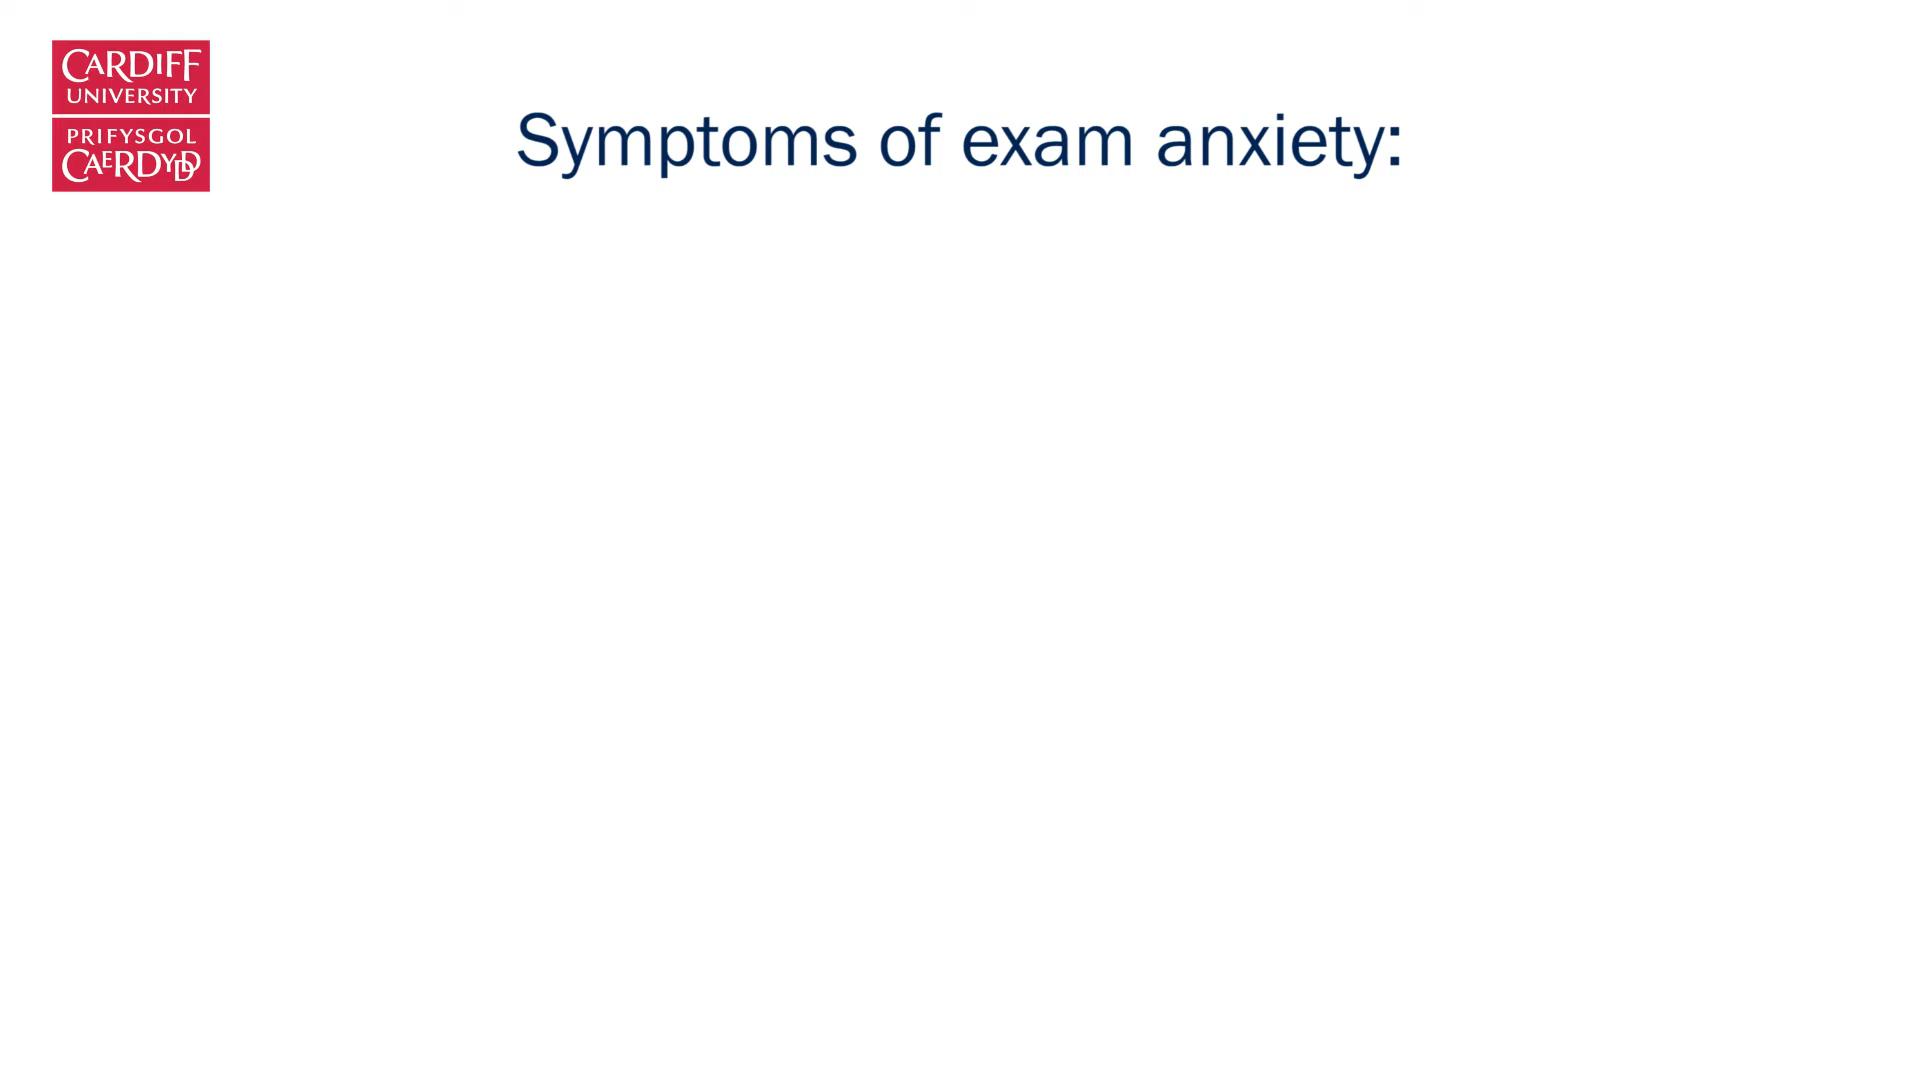 CARDIFF
UNIVERSITY
PRIFYSGOL
CAERDYDD
Symptoms of exam anxiety: